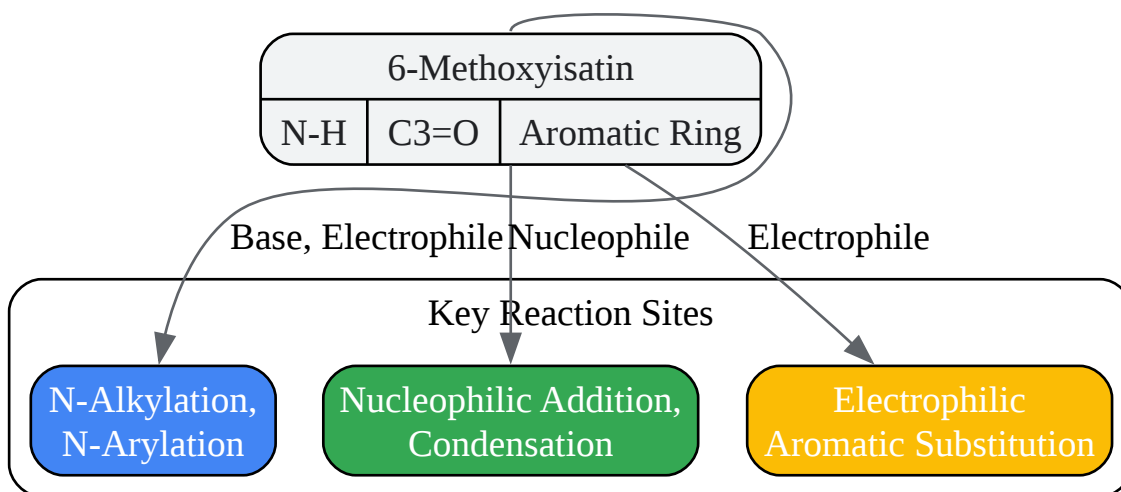 6-Methoxyisatin
N-H
C3=O
Aromatic Ring
Base, Electrophile
Nucleophile
Electrophile
Key Reaction Sites
N-Alkylation,
N-Arylation
Nucleophilic Addition,
Condensation
Electrophilic
Aromatic Substitution